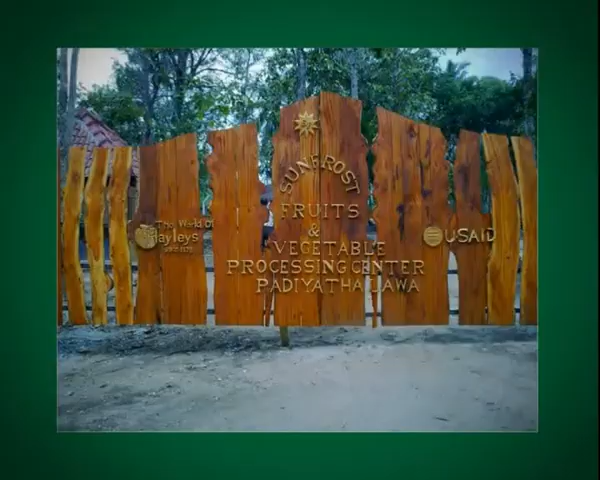 SUNFROST
FRUITS
&
VEGETABLE
PROCESSING CENTER
PADIYATHALAWA
The World of
Hayleys
USAID